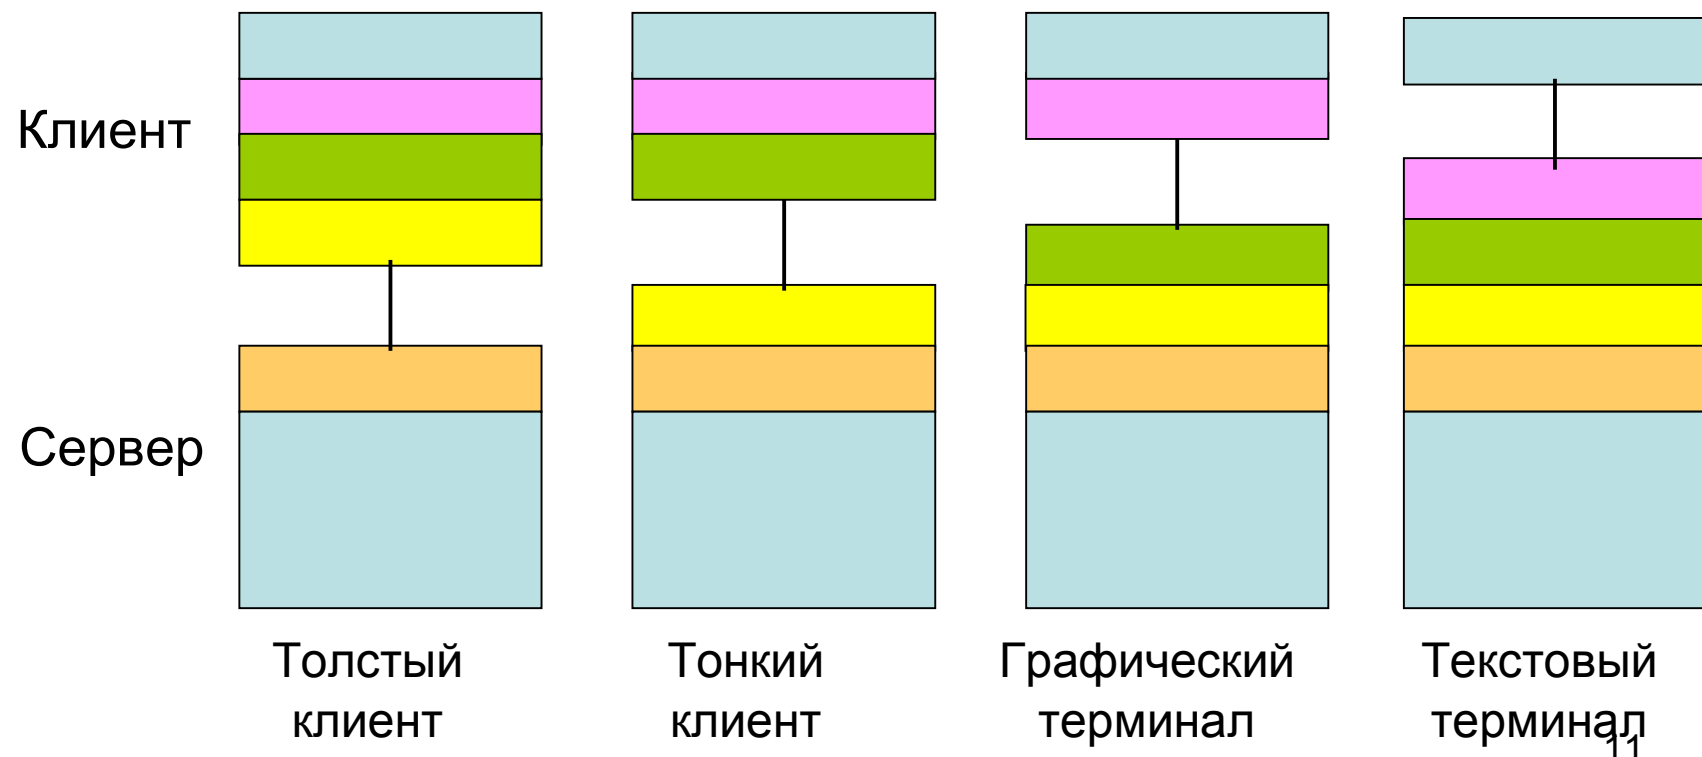 Клиент
Сервер
Толстый
клиент
Тонкий
клиент
Графический
терминал
Текстовый
терминал
11